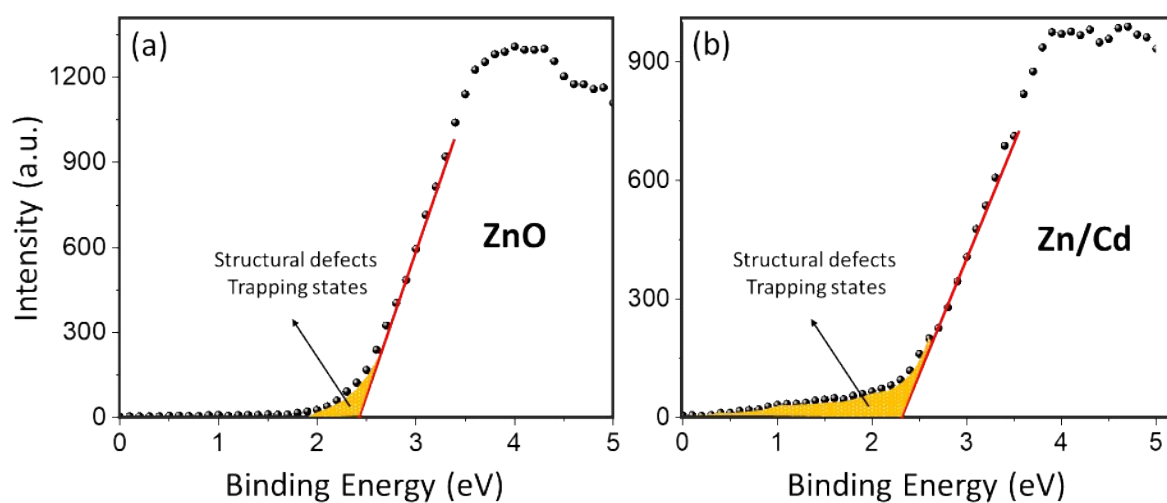 (a)
1200
900
600
300
0
0 1 2 3 4 5
Intensity (a.u.)
Binding Energy (eV)
ZnO
Structural defects
Trapping states
(b)
900
600
300
0
0 1 2 3 4 5
Binding Energy (eV)
Zn/Cd
Structural defects
Trapping states